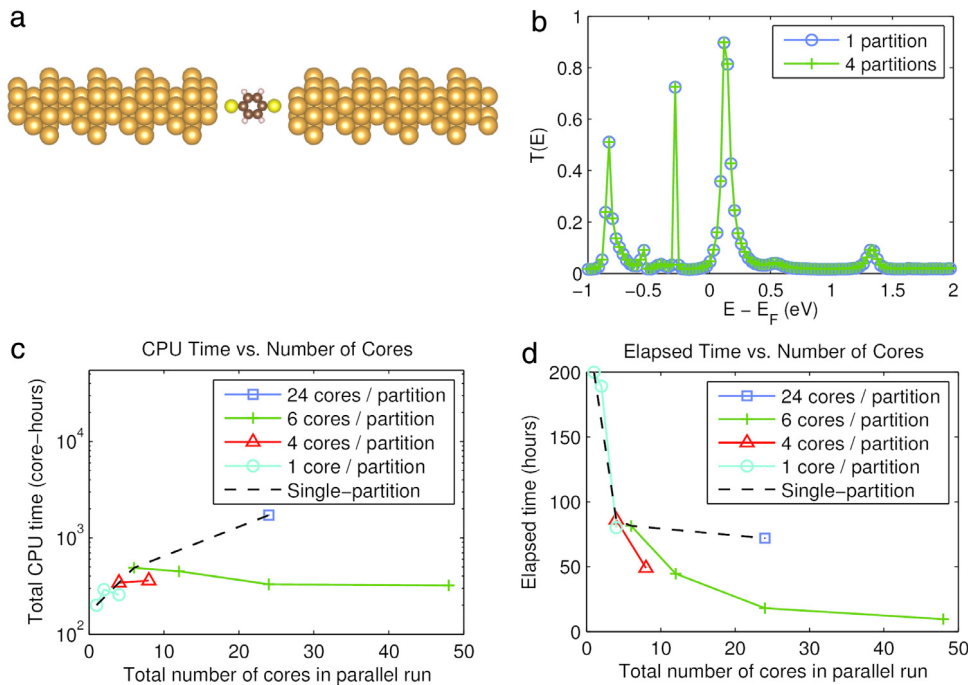 a
b
1 partition
4 partitions
1
0.8
0.6
0.4
0.2
0
T(E)
−1 −0.5 0 0.5 1 1.5 2
E − E_F (eV)
c
CPU Time vs. Number of Cores
24 cores / partition
6 cores / partition
4 cores / partition
1 core / partition
Single−partition
10^4
10^3
10^2
Total CPU time (core−hours)
0 10 20 30 40 50
Total number of cores in parallel run
d
Elapsed Time vs. Number of Cores
24 cores / partition
6 cores / partition
4 cores / partition
1 core / partition
Single−partition
200
150
100
50
0
Elapsed time (hours)
0 10 20 30 40 50
Total number of cores in parallel run